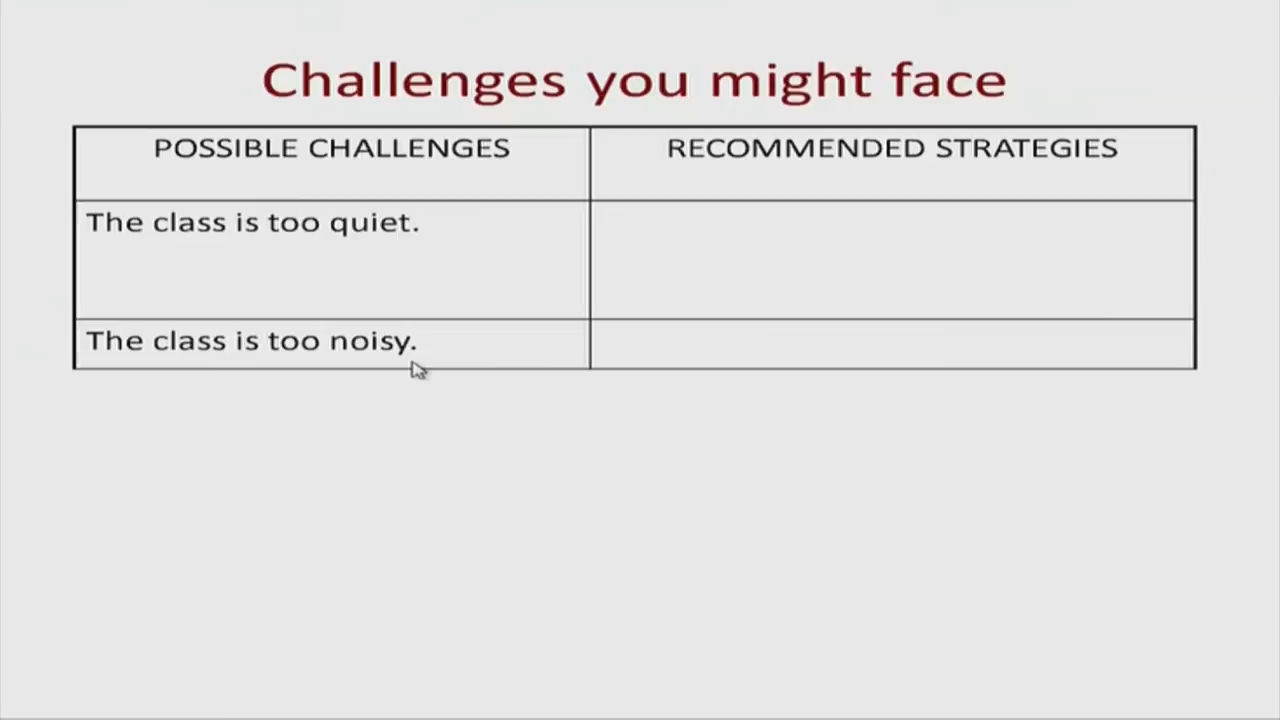 Challenges you might face
POSSIBLE CHALLENGES
RECOMMENDED STRATEGIES
The class is too quiet.
The class is too noisy.